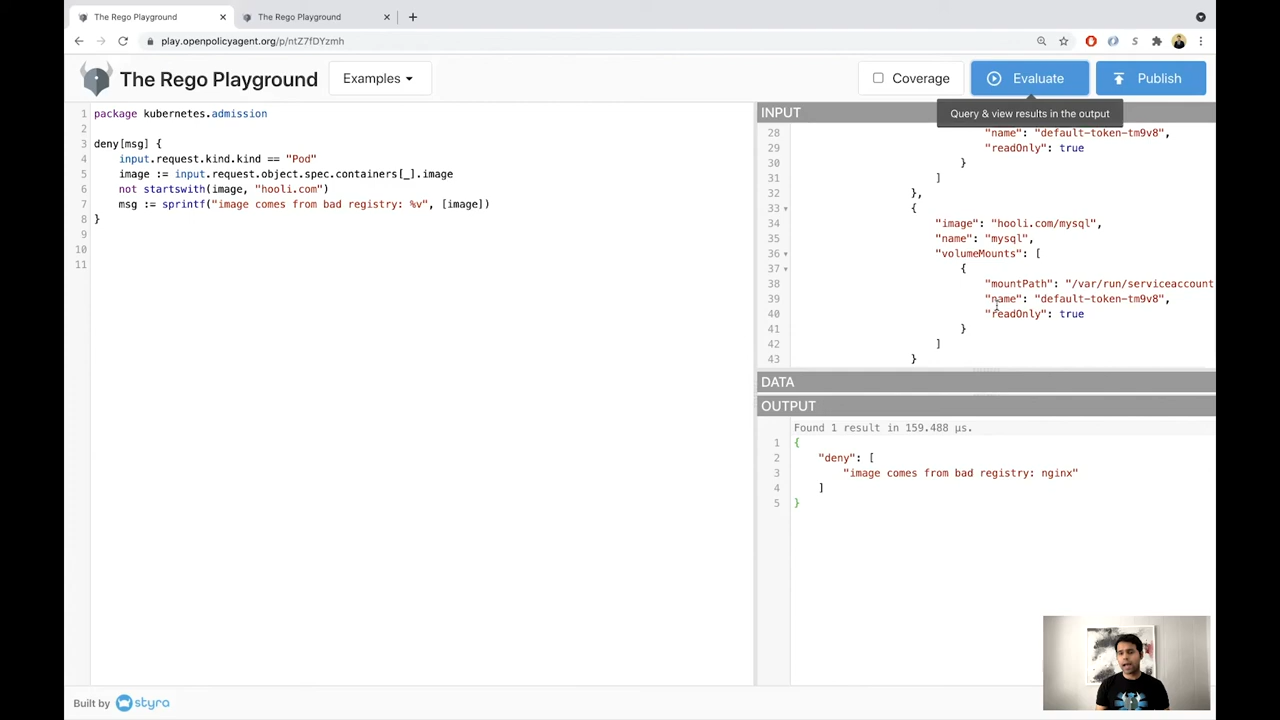 The Rego Playground
The Rego Playground
play.openpolicyagent.org/p/ntZ7fDYzmh
The Rego Playground
Examples
Coverage
Evaluate
Publish
Query & view results in the output
1 package kubernetes.admission
2
3 deny[msg] {
4 input.request.kind.kind == "Pod"
5 image := input.request.object.spec.containers[_].image
6 not startswith(image, "hooli.com")
7 msg := sprintf("image comes from bad registry: %v", [image])
8 }
9
10
11
INPUT
28 "name": "default-token-tm9v8",
29 "readOnly": true
30 }
31 ]
32 },
33 {
34 "image": "hooli.com/mysql",
35 "name": "mysql",
36 "volumeMounts": [
37 {
38 "mountPath": "/var/run/serviceaccount
39 "name": "default-token-tm9v8",
40 "readOnly": true
41 }
42 ]
43 }
DATA
OUTPUT
Found 1 result in 159.488 µs.
1 {
2 "deny": [
3 "image comes from bad registry: nginx"
4 ]
5 }
Built by styra